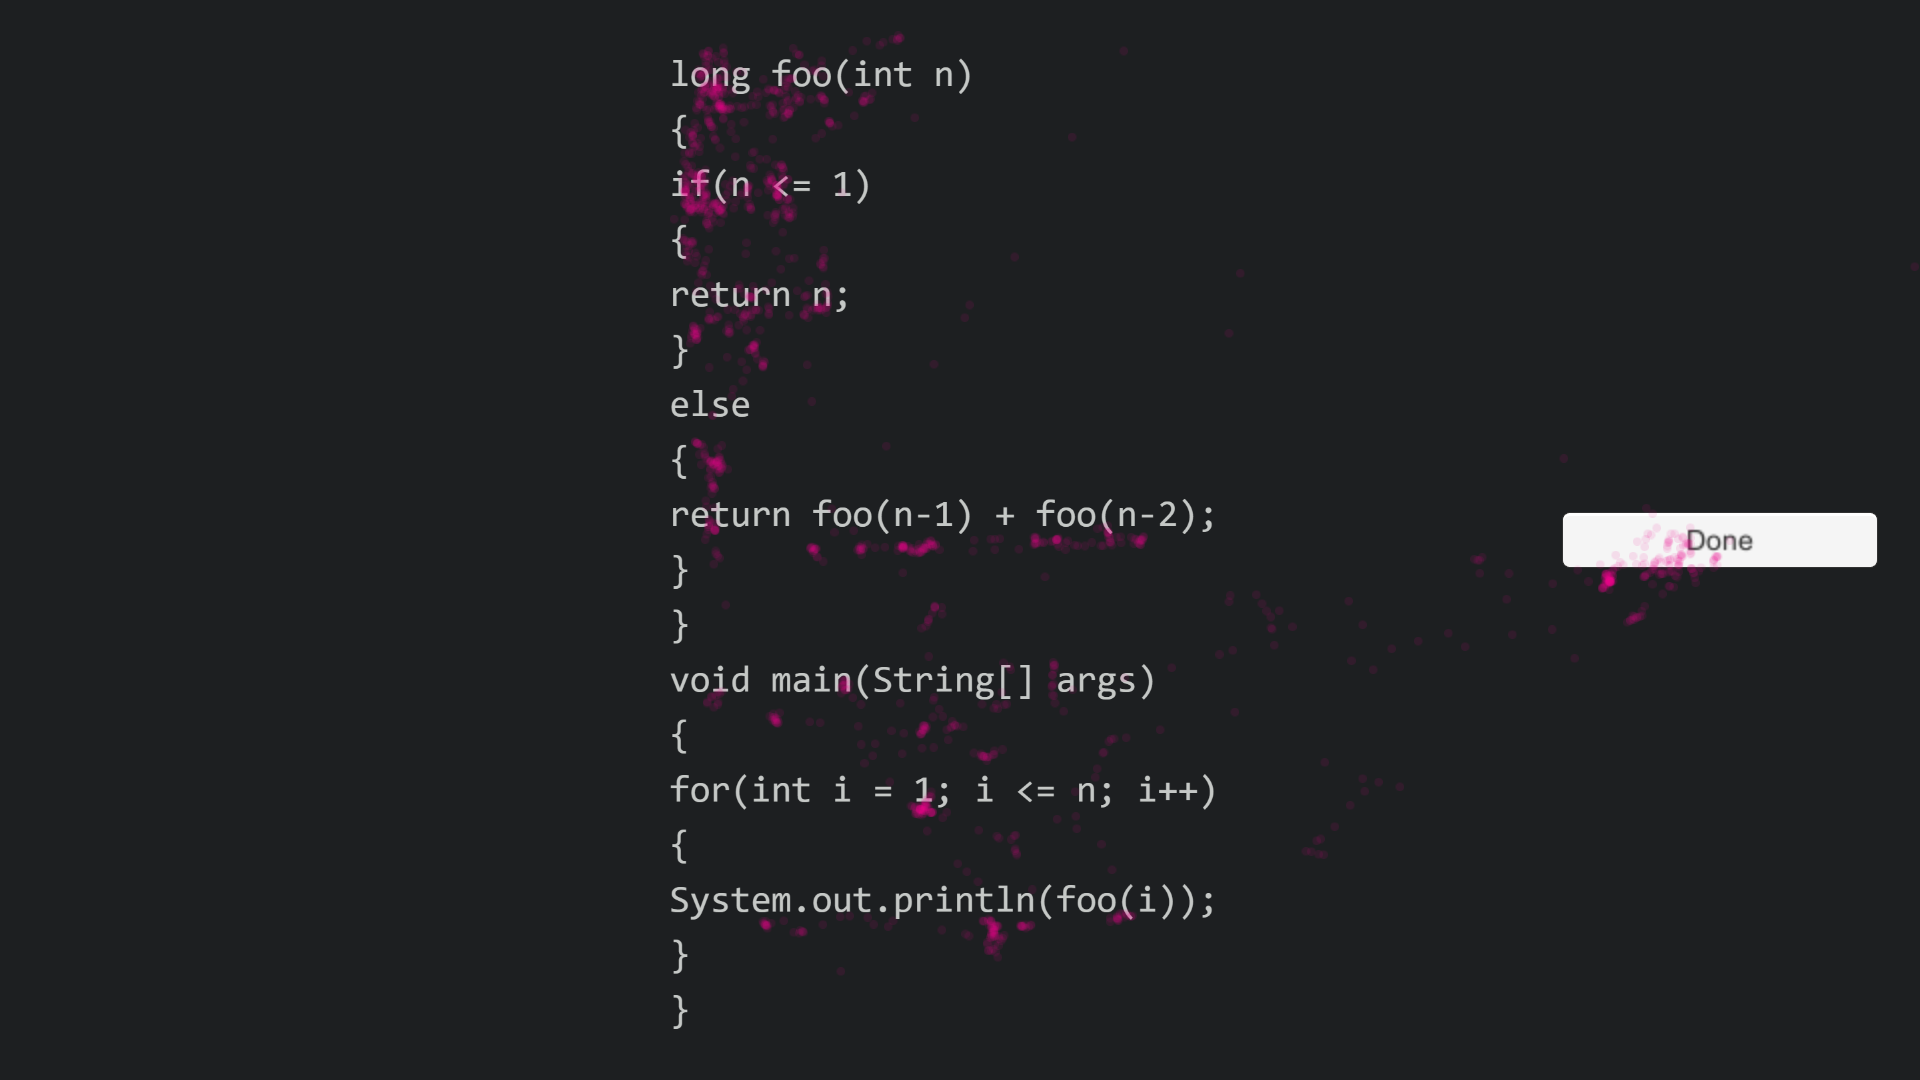 long foo(int n)
{
if(n <= 1)
{
return n;
}
else
{
return foo(n-1) + foo(n-2);
}
}
void main(String[] args)
{
for(int i = 1; i <= n; i++)
{
System.out.println(foo(i));
}
}
Done